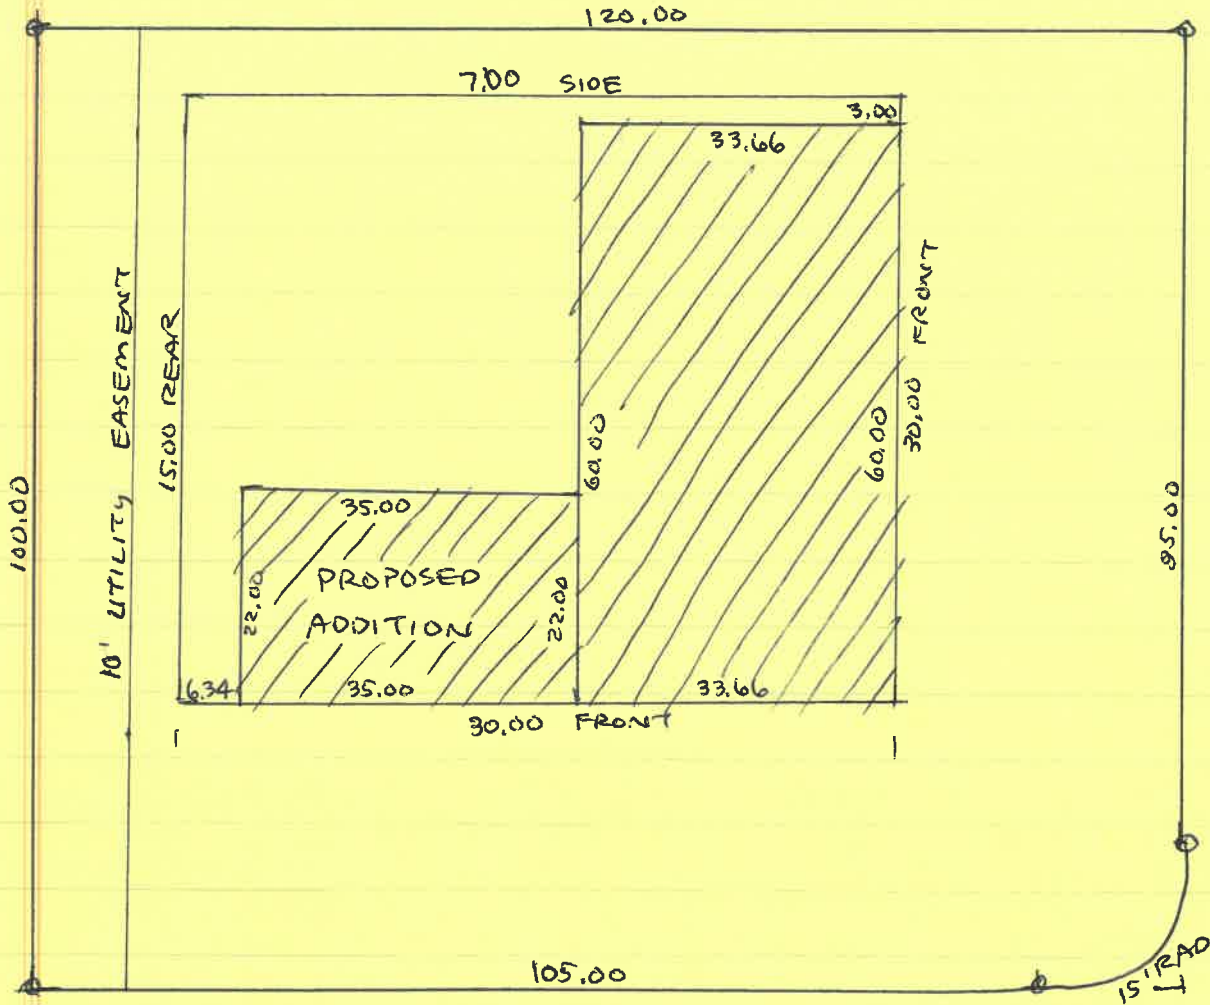 120.00
7.00 SIDE
3.00
33.66
100.00
10' UTILITY EASEMENT
15.00 REAR
60.00
60.00
30.00 FRONT
95.00
35.00
22.00
PROPOSED
ADDITION
22.00
6.34
35.00
33.66
30.00 FRONT
105.00
15' RAD